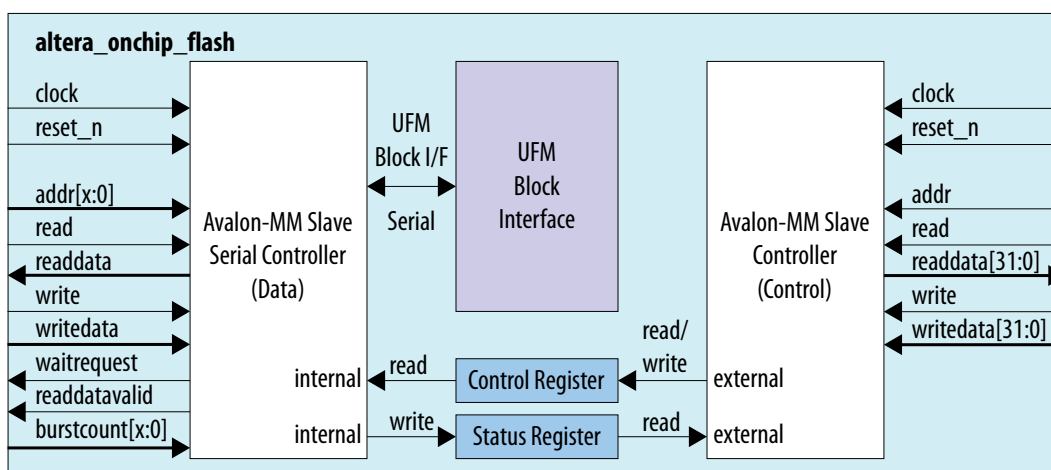 altera_onchip_flash
clock
reset_n
addr[x:0]
read
readdata
write
writedata
waitrequest
readdatavalid
burstcount[x:0]
Avalon-MM Slave
Serial Controller
(Data)
internal
internal
UFM
Block I/F
Serial
UFM
Block
Interface
read
Control Register
read/
write
write
Status Register
read
Avalon-MM Slave
Controller
(Control)
external
external
clock
reset_n
addr
read
readdata[31:0]
write
writedata[31:0]